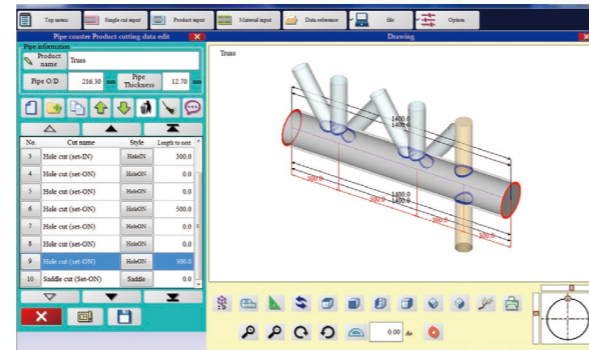 Top menu Single cut input Product input Material input Data reference Slit Option
Pipe coaster Product cutting data edit
Drawing
Pipe information
Product name Truss
Pipe O/D 216.30 mm Pipe Thickness 12.70 mm
No. Cut name Style Length to next
3 Hole cut (set-IN) HoleIN 300.0
4 Hole cut (set-ON) HoleON 0.0
5 Hole cut (set-ON) HoleON 0.0
6 Hole cut (set-ON) HoleON 500.0
7 Hole cut (set-ON) HoleON 0.0
8 Hole cut (set-ON) HoleON 0.0
9 Hole cut (set-ON) HoleON 300.0
10 Saddle cut (Set-ON) Saddle 0.0
Truss
1400.0
1400.0
300.0
500.0
1400.0
1400.0
300.0
300.0
0.00